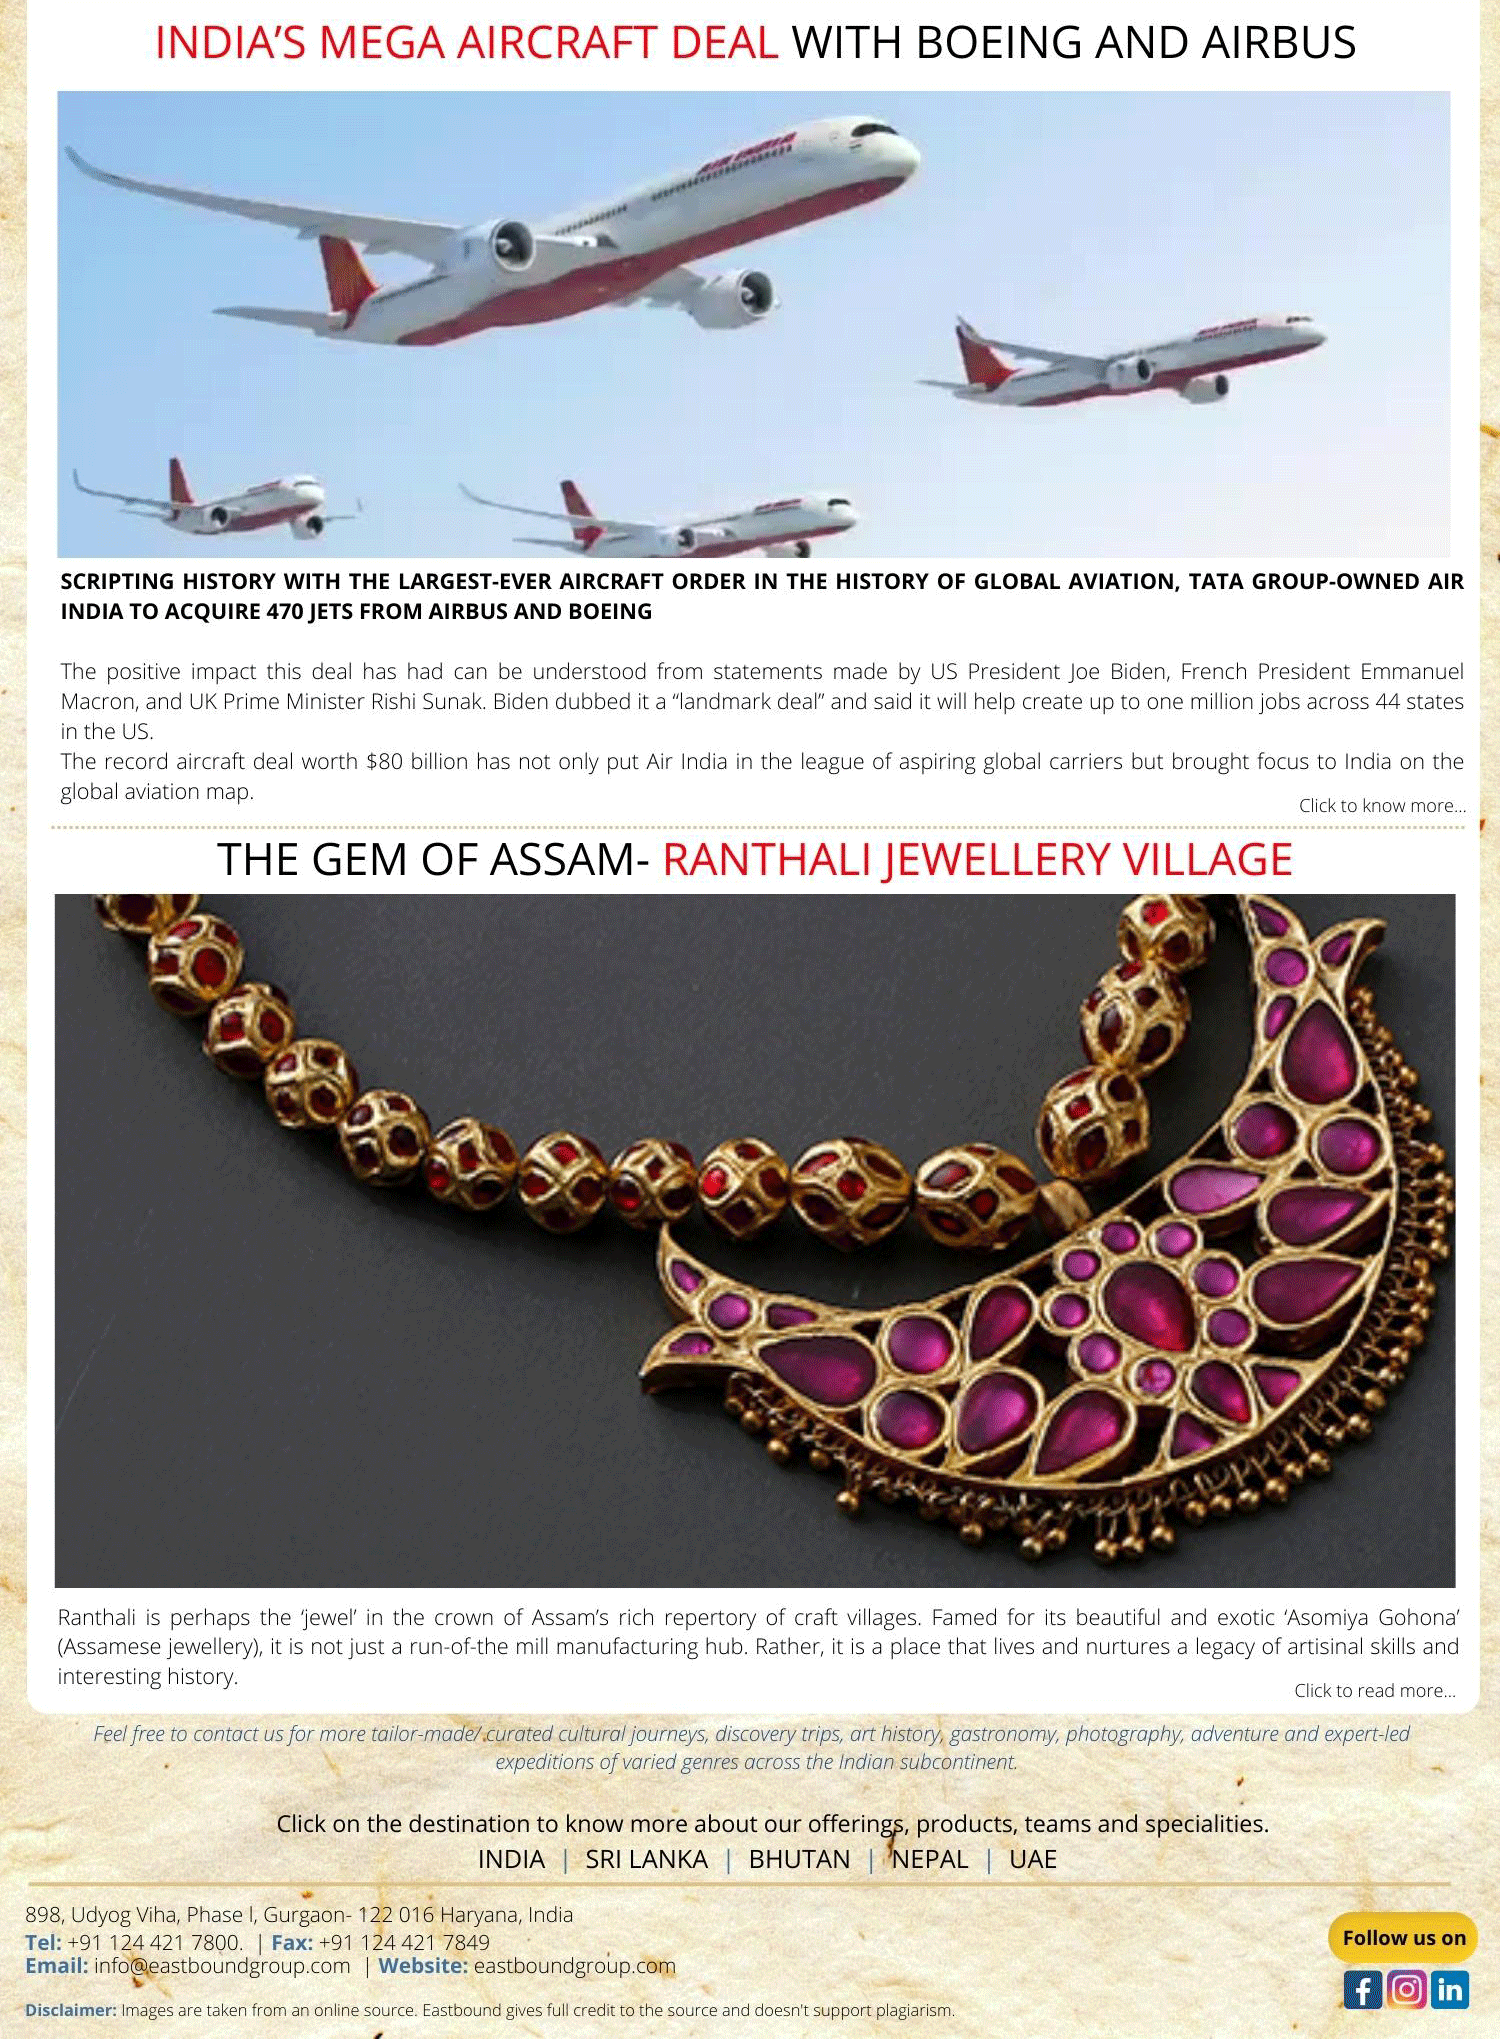 INDIA’S MEGA AIRCRAFT DEAL WITH BOEING AND AIRBUS
AIR INDIA
AIR INDIA
AIR INDIA
SCRIPTING HISTORY WITH THE LARGEST-EVER AIRCRAFT ORDER IN THE HISTORY OF GLOBAL AVIATION, TATA GROUP-OWNED AIR
INDIA TO ACQUIRE 470 JETS FROM AIRBUS AND BOEING
The positive impact this deal has had can be understood from statements made by US President Joe Biden, French President Emmanuel
Macron, and UK Prime Minister Rishi Sunak. Biden dubbed it a “landmark deal” and said it will help create up to one million jobs across 44 states
in the US.
The record aircraft deal worth $80 billion has not only put Air India in the league of aspiring global carriers but brought focus to India on the
global aviation map.
Click to know more...
THE GEM OF ASSAM- RANTHALI JEWELLERY VILLAGE
Ranthali is perhaps the ‘jewel’ in the crown of Assam’s rich repertory of craft villages. Famed for its beautiful and exotic ‘Asomiya Gohona’
(Assamese jewellery), it is not just a run-of-the mill manufacturing hub. Rather, it is a place that lives and nurtures a legacy of artisinal skills and
interesting history.
Click to read more...
Feel free to contact us for more tailor-made/ curated cultural journeys, discovery trips, art history, gastronomy, photography, adventure and expert-led
expeditions of varied genres across the Indian subcontinent.
Click on the destination to know more about our offerings, products, teams and specialities.
INDIA | SRI LANKA | BHUTAN | NEPAL | UAE
898, Udyog Viha, Phase l, Gurgaon- 122 016 Haryana, India
Tel: +91 124 421 7800. | Fax: +91 124 421 7849
Email: info@eastboundgroup.com | Website: eastboundgroup.com
Follow us on
Disclaimer: Images are taken from an online source. Eastbound gives full credit to the source and doesn't support plagiarism.